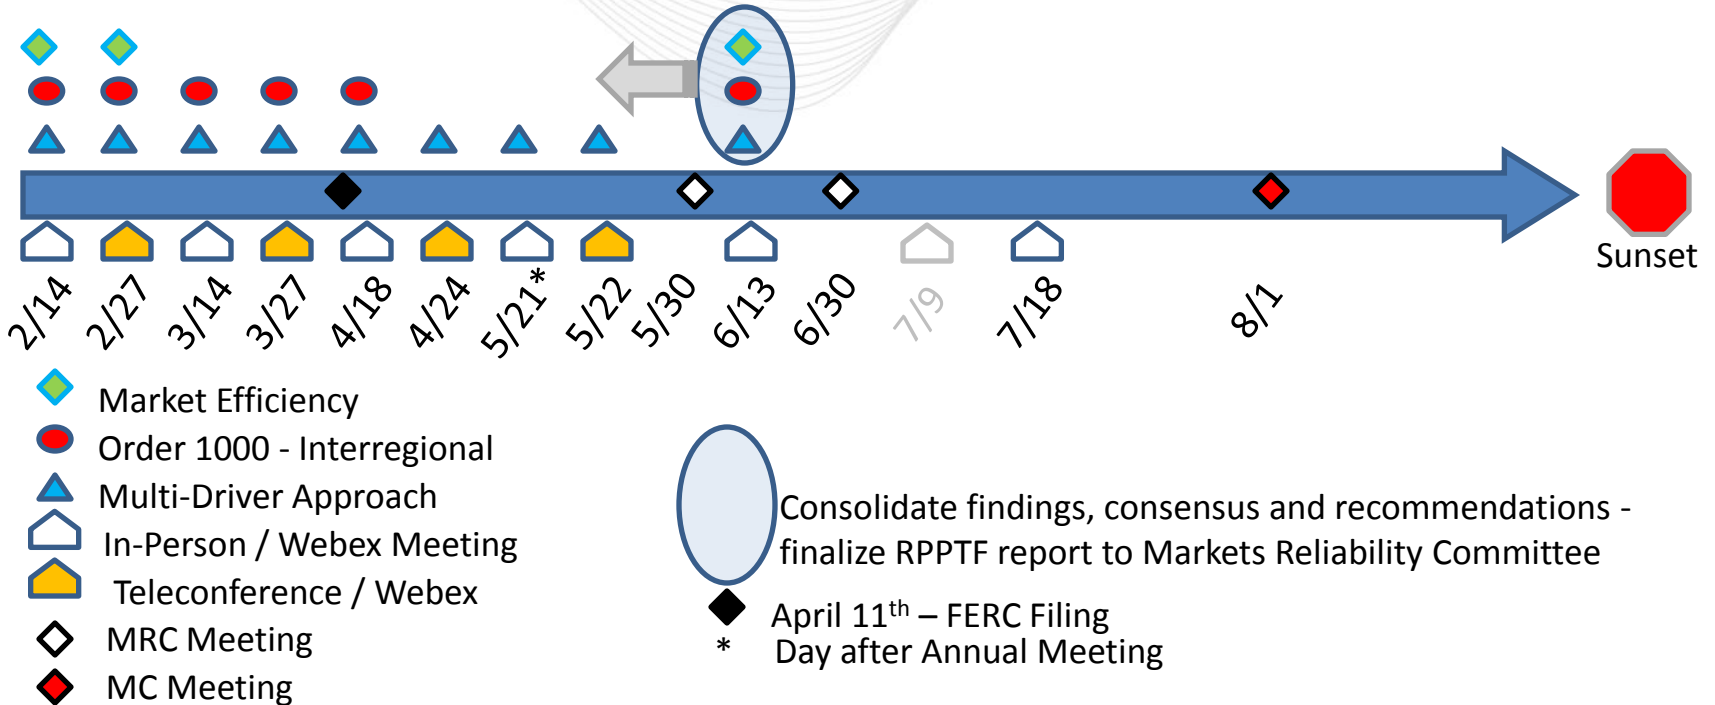 Sunset
2/14
2/27
3/14
3/27
4/18
4/24
5/21*
5/22
5/30
6/13
6/30
7/9
7/18
8/1
Market Efficiency
Order 1000 - Interregional
Multi-Driver Approach
In-Person / Webex Meeting
Teleconference / Webex
MRC Meeting
MC Meeting
Consolidate findings, consensus and recommendations -
finalize RPPTF report to Markets Reliability Committee
April 11th – FERC Filing
* Day after Annual Meeting